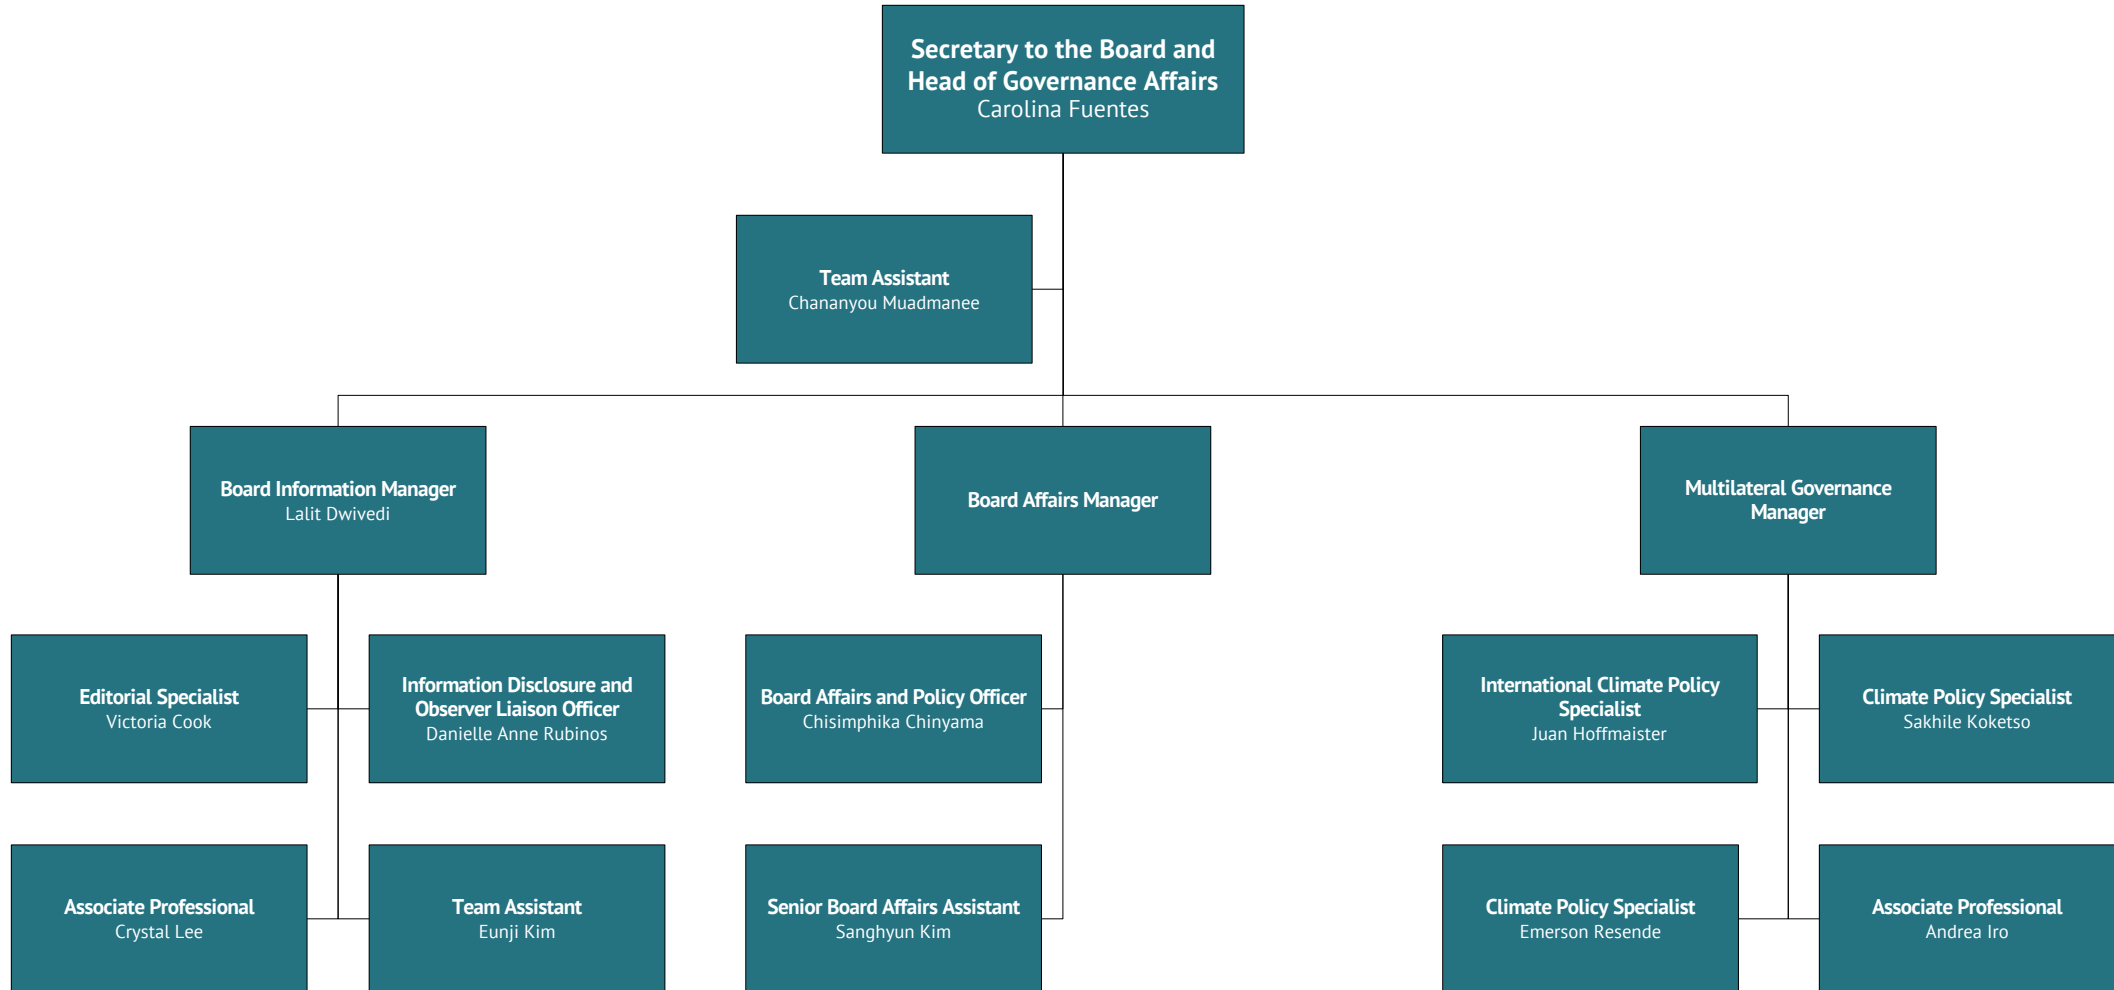 Secretary to the Board and
Head of Governance Affairs
Carolina Fuentes
Team Assistant
Chananyou Muadmanee
Board Information Manager
Lalit Dwivedi
Board Affairs Manager
Multilateral Governance
Manager
Editorial Specialist
Victoria Cook
Information Disclosure and
Observer Liaison Officer
Danielle Anne Rubinos
Board Affairs and Policy Officer
Chisimphika Chinyama
International Climate Policy
Specialist
Juan Hoffmaister
Climate Policy Specialist
Sakhile Koketso
Associate Professional
Crystal Lee
Team Assistant
Eunji Kim
Senior Board Affairs Assistant
Sanghyun Kim
Climate Policy Specialist
Emerson Resende
Associate Professional
Andrea Iro